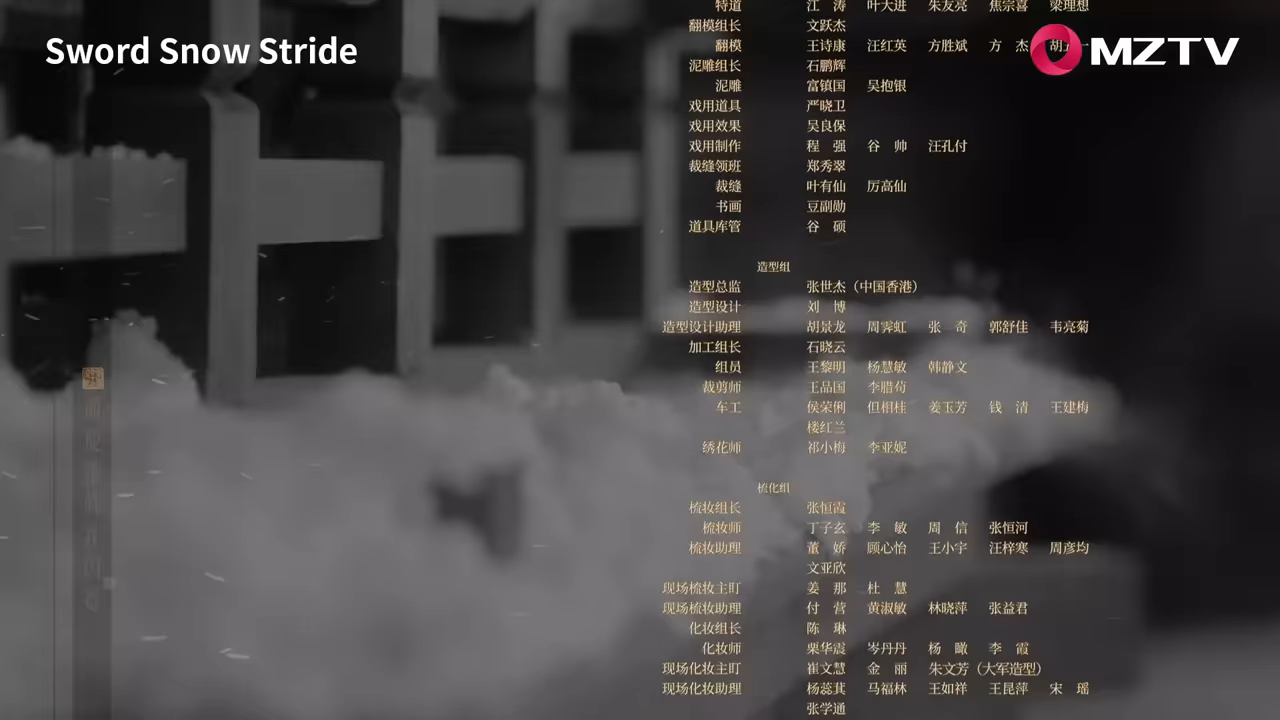 Sword Snow Stride
MZTV
特道 江 涛 叶天进 朱友亮 焦宗喜 梁理想
翻模组长 文跃杰
翻模 王诗康 汪红英 方胜斌 方 杰
泥雕组长 石鹏辉
泥雕 富镇国 吴抱银
戏用道具 严晓卫
戏用效果 吴良保
戏用制作 程 强 谷 帅 汪孔付
裁缝领班 郑秀翠
裁缝 叶有仙 厉高仙
书画 豆副勋
道具库管 谷 硕
造型组
造型总监 张世杰（中国香港）
造型设计 刘 博
造型设计助理 胡景龙 周霁虹 张 奇 郭舒佳 韦亮菊
加工组长 石晓云
组员 王黎明 杨慧敏 韩静文
裁剪师 王品国 李腊荷
车工 侯荣俐 但相桂 姜玉芳 钱 清 王建梅
楼红兰
绣花师 祁小梅 李亚妮
梳化组
梳妆组长 张恒霞
梳妆师 丁子玄 李 敏 周 信 张恒河
梳妆助理 董 娇 顾心怡 王小宇 汪梓寒 周彦均
文亚欣
现场梳妆主盯 姜 那 杜 慧
现场梳妆助理 付 营 黄淑敏 林晓萍 张益君
化妆组长 陈 琳
化妆师 栗华震 岑丹丹 杨 瞰 李 霞
现场化妆主盯 崔文慧 金 丽 朱文芳（大军造型）
现场化妆助理 杨蕊萁 马福林 王如祥 王昆萍 宋 瑶
张学通